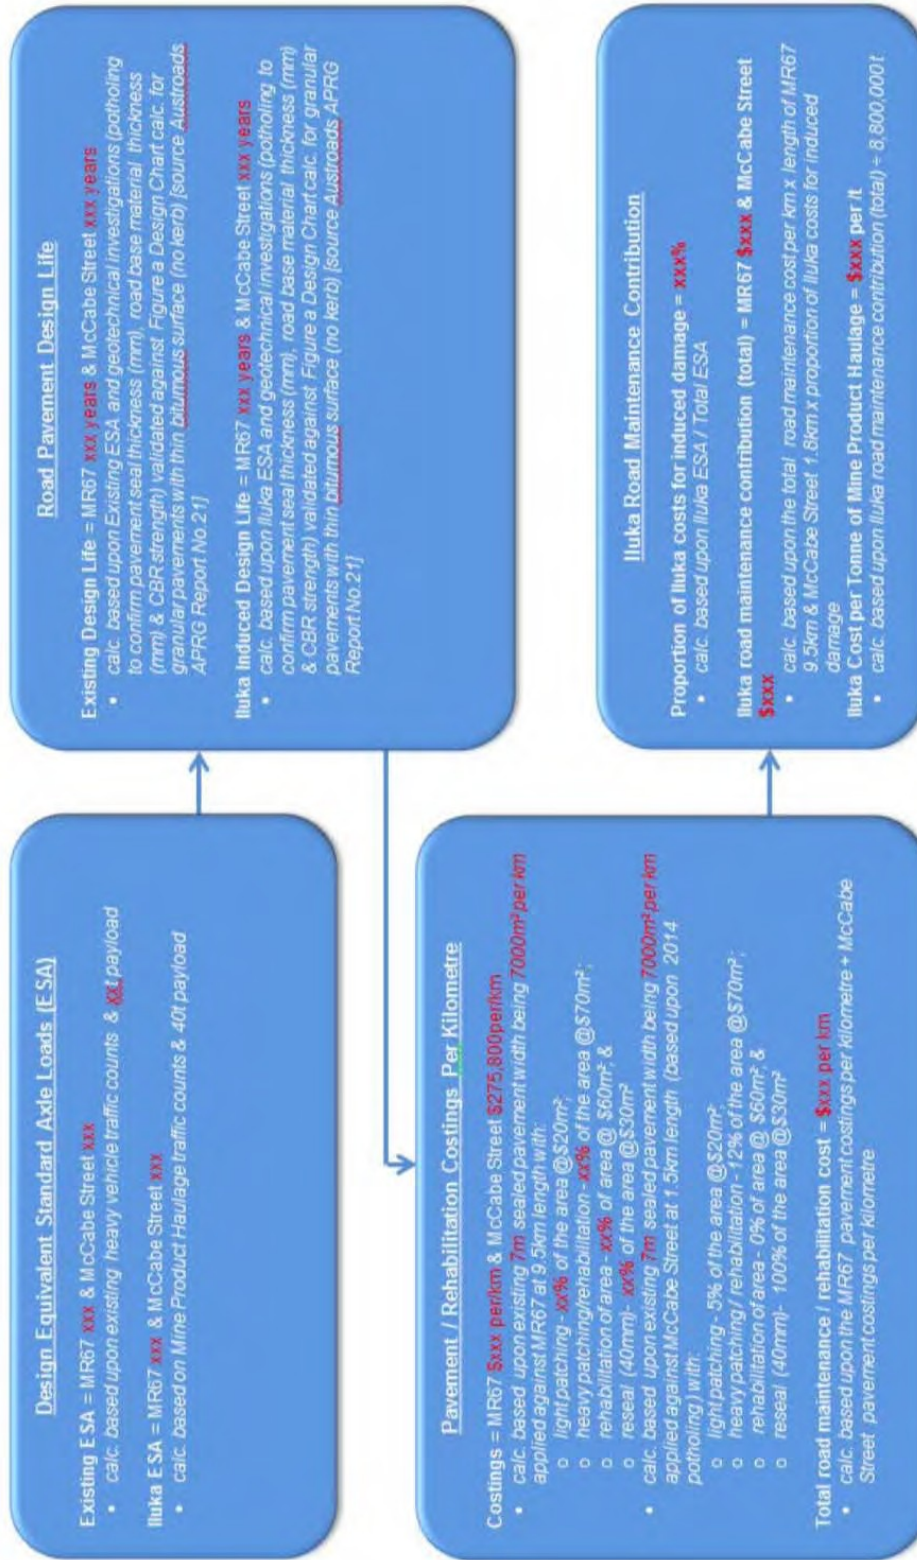 Design Equivalent Standard Axle Loads (ESA)
Existing ESA = MR67 xxx & McCabe Street xxx
• calc. based upon existing heavy vehicle traffic counts & xxt payload
Iluka ESA = MR67 xxx & McCabe Street xxx
• calc. based on Mine Product Haulage traffic counts & 40t payload
Road Pavement Design Life
Existing Design Life = MR67 xxx years & McCabe Street xxx years
• calc. based upon Existing ESA and geotechnical investigations (potholing
to confirm pavement seal thickness (mm), road base material thickness
(mm) & CBR strength) validated against Figure a Design Chart calc. for
granular pavements with thin bitumous surface (no kerb) [source Austroads
APRG Report No.21]
Iluka Induced Design Life = MR67 xxx years & McCabe Street xxx years
• calc. based upon Iluka ESA and geotechnical investigations (potholing to
confirm pavement seal thickness (mm), road base material thickness (mm)
& CBR strength) validated against Figure a Design Chart calc. for granular
pavements with thin bitumous surface (no kerb) [source Austroads APRG
Report No.21]
Pavement / Rehabilitation Costings Per Kilometre
Costings = MR67 $xxx per/km & McCabe Street $275,800per/km
• calc. based upon existing 7m sealed pavement width being 7000m² per km
applied against MR67 at 9.5km length with:
o light patching - xx% of the area @$20m²;
o heavy patching/rehabilitation - xx% of the area @$70m²;
o rehabilitation of area - xx% of area @ $60m²; &
o reseal (40mm) - xx% of the area @$30m²
• calc. based upon existing 7m sealed pavement width being 7000m² per km
applied against McCabe Street at 1.5km length (based upon 2014
potholing) with:
o light patching - 5% of the area @$20m²;
o heavy patching / rehabilitation - 12% of the area @$70m²;
o rehabilitation of area - 0% of area @ $60m²; &
o reseal (40mm) - 100% of the area @$30m²
Total road maintenance / rehabilitation cost = $xxx per km
• calc. based upon the MR67 pavement costings per kilometre + McCabe
Street pavement costings per kilometre
Iluka Road Maintenance Contribution
Proportion of Iluka costs for induced damage = xxx%
• calc. based upon Iluka ESA / Total ESA
Iluka road maintenance contribution (total) = MR67 $xxx & McCabe Street
$xxx
• calc. based upon the total road maintenance cost per km x length of MR67
9.5km & McCabe Street 1.6km x proportion of Iluka costs for induced
damage
Iluka Cost per Tonne of Mine Product Haulage = $xxx per /t
• calc. based upon Iluka road maintenance contribution (total) ÷ 8,800,000 t